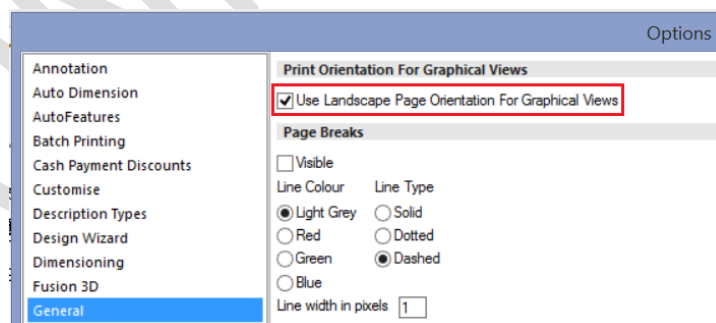 Options
Annotation
Auto Dimension
AutoFeatures
Batch Printing
Cash Payment Discounts
Customise
Description Types
Design Wizard
Dimensioning
Fusion 3D
General
Print Orientation For Graphical Views
Use Landscape Page Orientation For Graphical Views
Page Breaks
Visible
Line Colour Line Type
Light Grey Solid
Red Dotted
Green Dashed
Blue
Line width in pixels 1